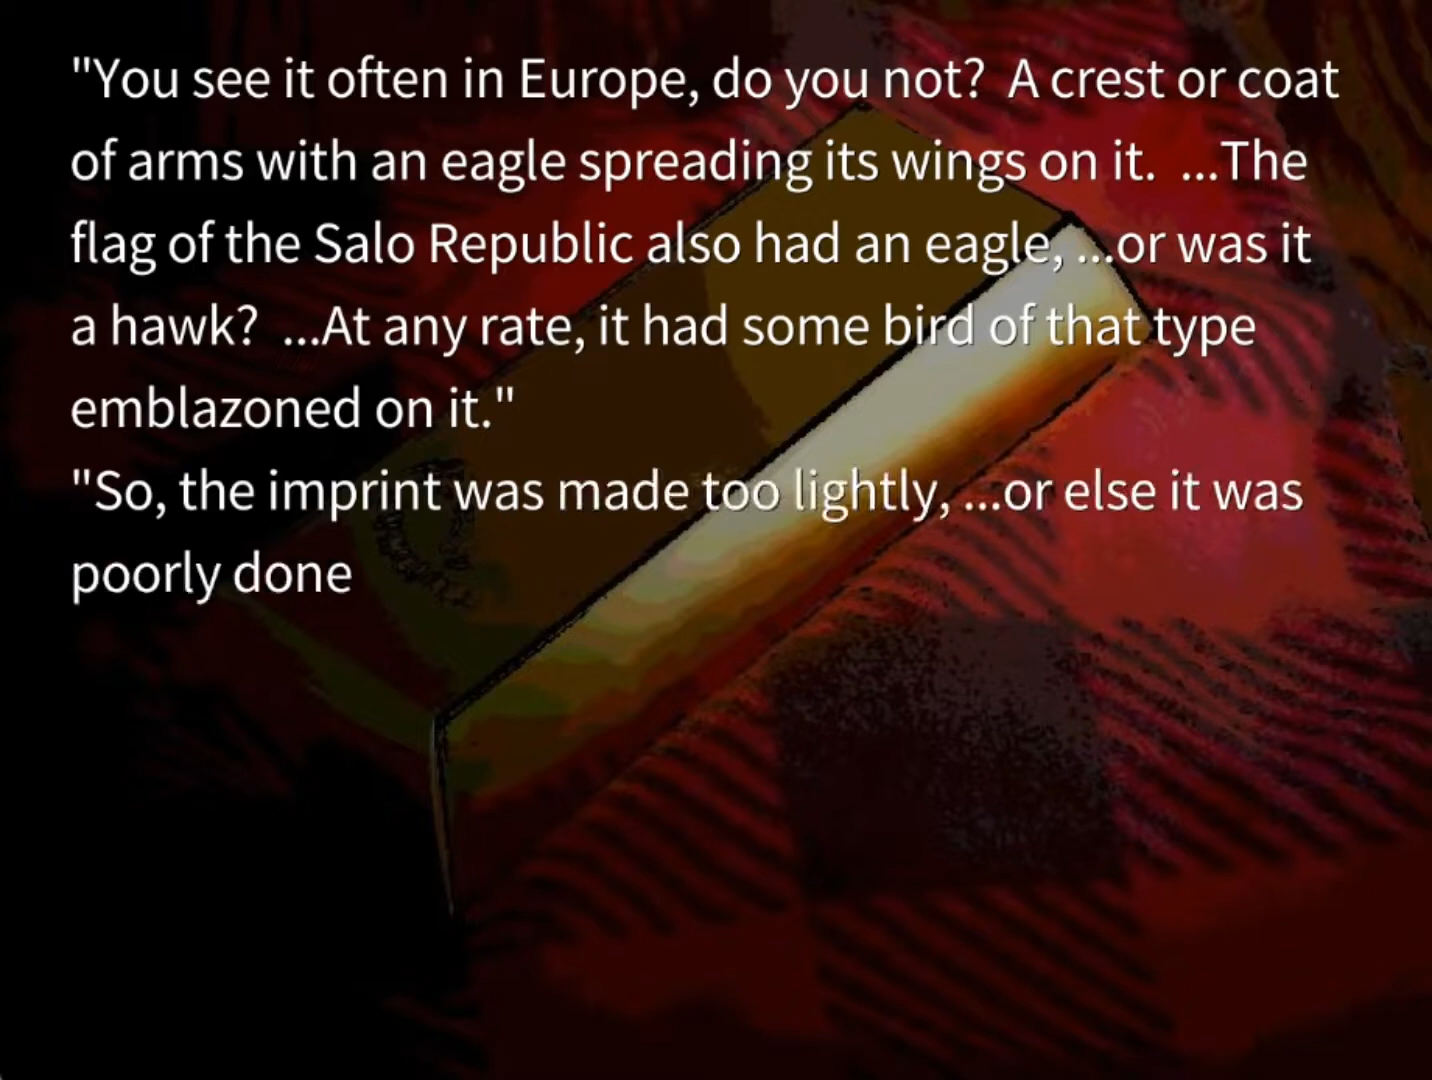 "You see it often in Europe, do you not?  A crest or coat
of arms with an eagle spreading its wings on it.  ...The
flag of the Salo Republic also had an eagle, ...or was it
a hawk?  ...At any rate, it had some bird of that type
emblazoned on it."
"So, the imprint was made too lightly, ...or else it was
poorly done